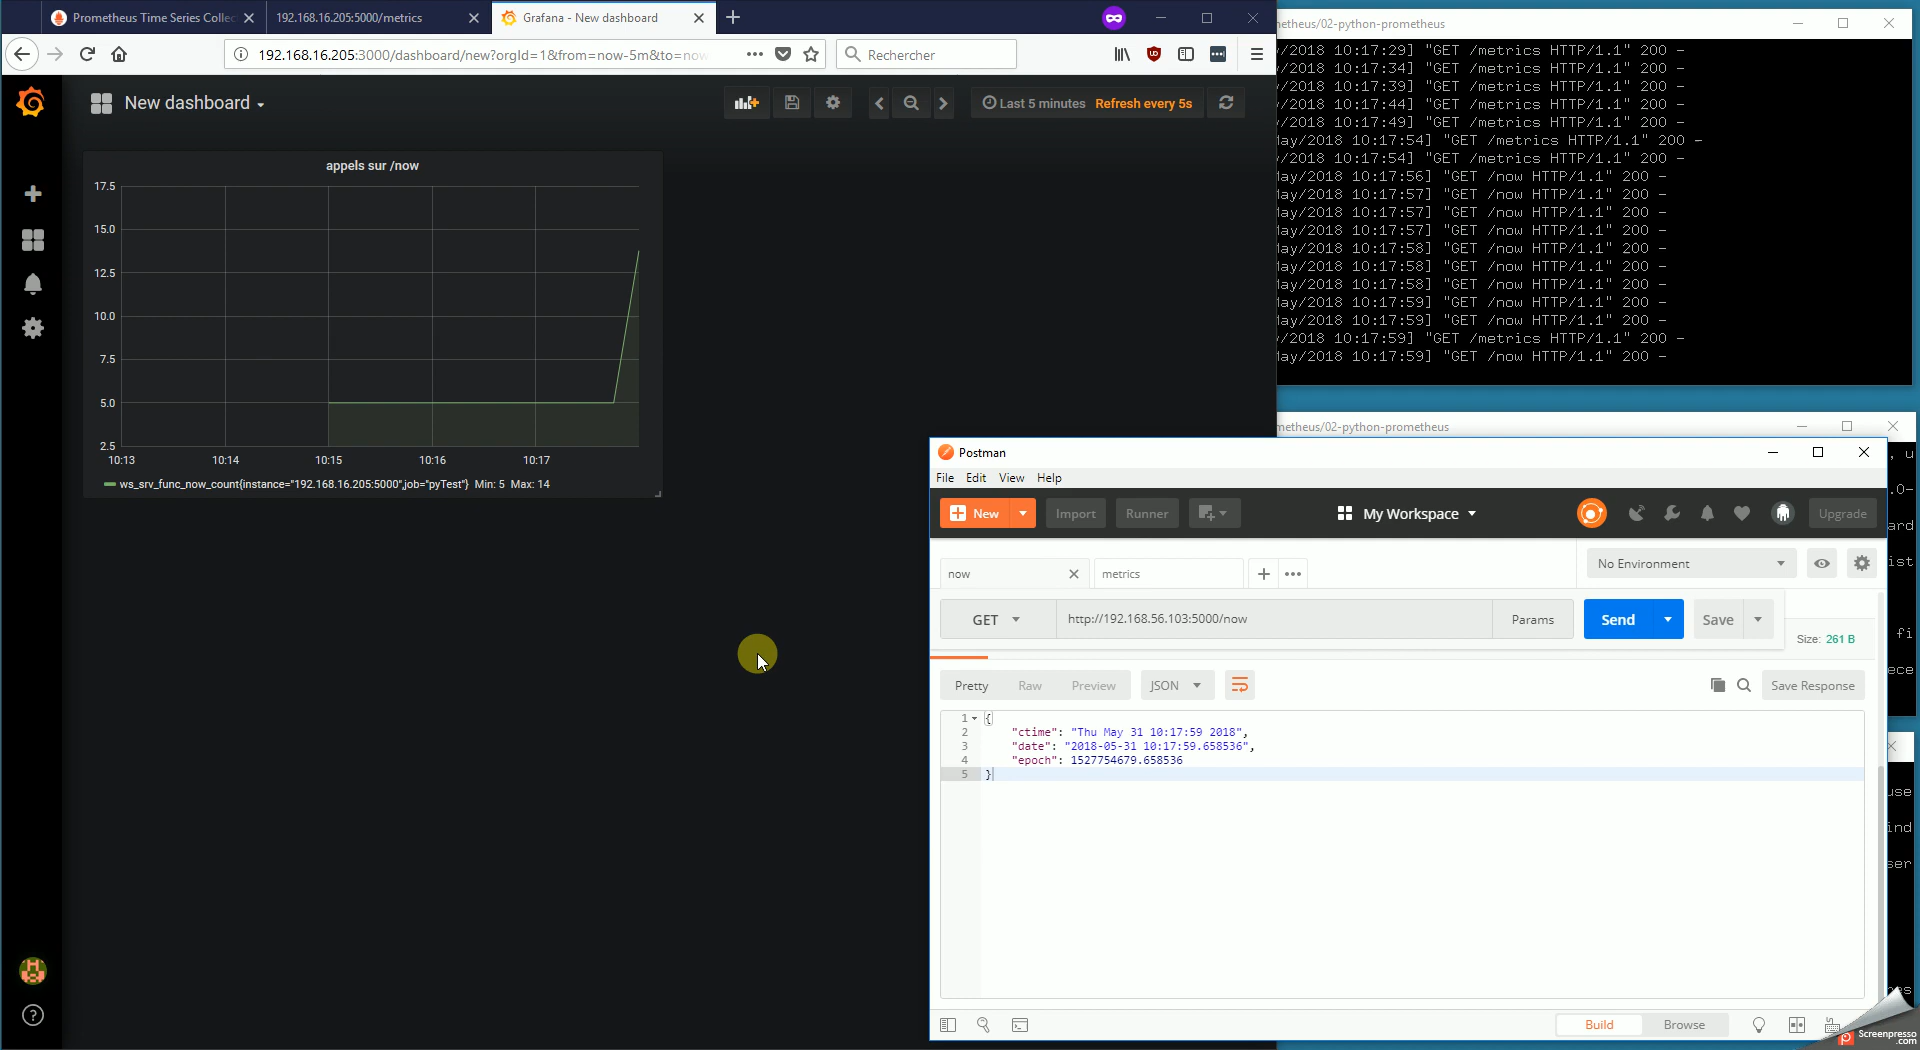 Prometheus Time Series Collec
192.168.16.205:5000/metrics
Grafana - New dashboard
192.168.16.205:3000/dashboard/new?orgId=1&from=now-5m&to=now
Rechercher
New dashboard
Last 5 minutes Refresh every 5s
appels sur /now
17.5
15.0
12.5
10.0
7.5
5.0
2.5
10:13 10:14 10:15 10:16 10:17
ws_srv_func_now_count{instance="192.168.16.205:5000",job="pyTest"} Min: 5 Max: 14
netheus/02-python-prometheus
/2018 10:17:29] "GET /metrics HTTP/1.1" 200 -
/2018 10:17:34] "GET /metrics HTTP/1.1" 200 -
/2018 10:17:39] "GET /metrics HTTP/1.1" 200 -
/2018 10:17:44] "GET /metrics HTTP/1.1" 200 -
/2018 10:17:49] "GET /metrics HTTP/1.1" 200 -
ay/2018 10:17:54] "GET /metrics HTTP/1.1" 200 -
/2018 10:17:54] "GET /metrics HTTP/1.1" 200 -
ay/2018 10:17:56] "GET /now HTTP/1.1" 200 -
ay/2018 10:17:57] "GET /now HTTP/1.1" 200 -
ay/2018 10:17:57] "GET /now HTTP/1.1" 200 -
ay/2018 10:17:57] "GET /now HTTP/1.1" 200 -
ay/2018 10:17:58] "GET /now HTTP/1.1" 200 -
ay/2018 10:17:58] "GET /now HTTP/1.1" 200 -
ay/2018 10:17:58] "GET /now HTTP/1.1" 200 -
ay/2018 10:17:59] "GET /now HTTP/1.1" 200 -
ay/2018 10:17:59] "GET /now HTTP/1.1" 200 -
/2018 10:17:59] "GET /metrics HTTP/1.1" 200 -
ay/2018 10:17:59] "GET /now HTTP/1.1" 200 -
netheus/02-python-prometheus
, u
.0-
ard
ist
fi
ece
use
ind
ser
Postman
File Edit View Help
New Import Runner My Workspace Upgrade
now metrics No Environment
GET http://192.168.56.103:5000/now Params Send Save
Size: 261 B
Pretty Raw Preview JSON Save Response
1 {
2 "ctime": "Thu May 31 10:17:59 2018",
3 "date": "2018-05-31 10:17:59.658536",
4 "epoch": 1527754679.658536
5 }
Build Browse
Screenpresso
.com